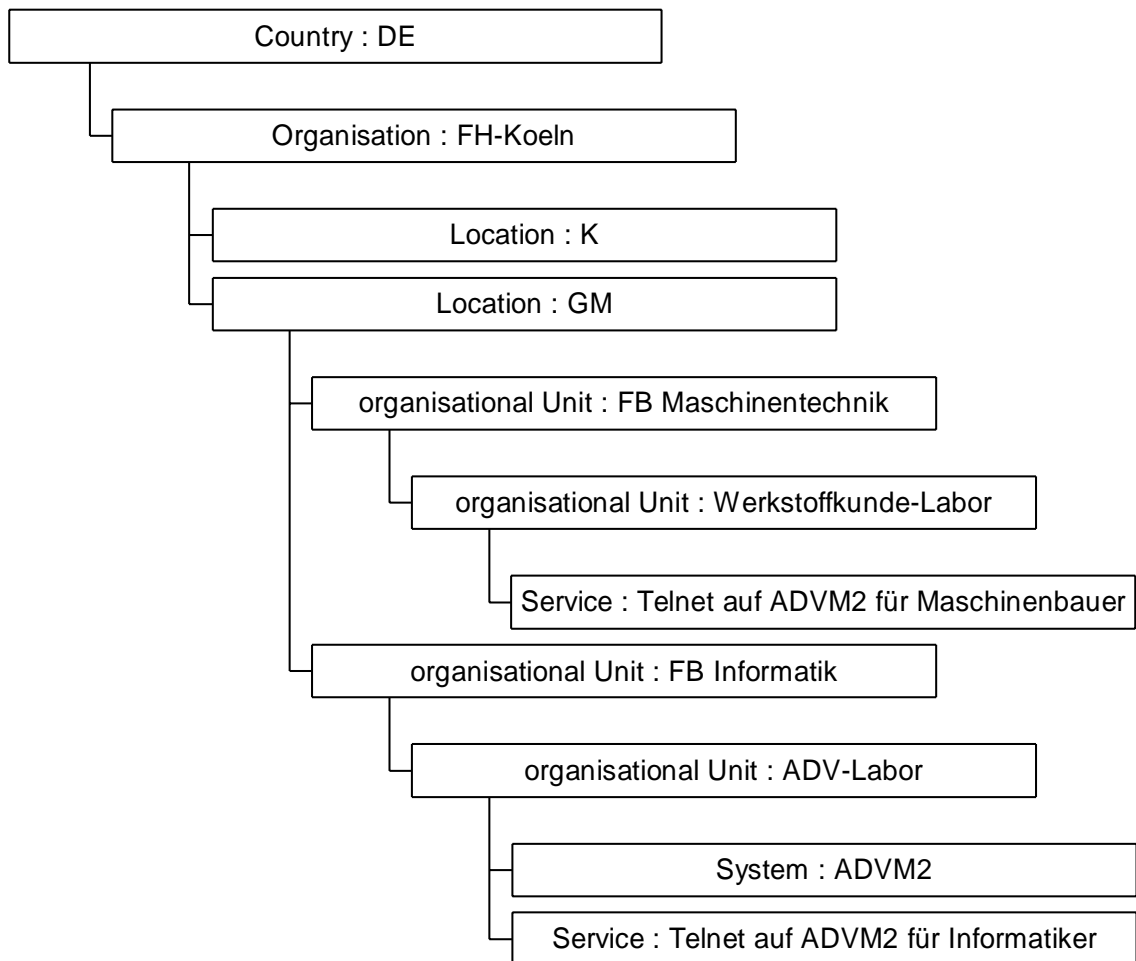 Country : DE
Organisation : FH-Koeln
Location : K
Location : GM
organisational Unit : FB Maschinentechnik
organisational Unit : Werkstoffkunde-Labor
Service : Telnet auf ADVM2 für Maschinenbauer
organisational Unit : FB Informatik
organisational Unit : ADV-Labor
System : ADVM2
Service : Telnet auf ADVM2 für Informatiker